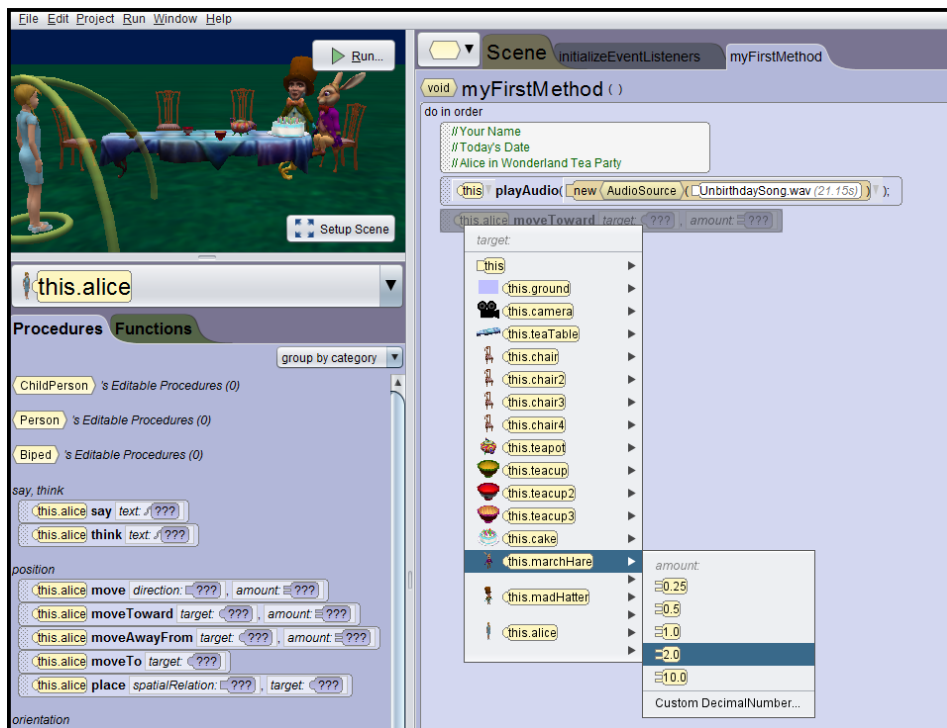 File Edit Project Run Window Help
Run...
Setup Scene
this.alice
Procedures Functions
group by category
ChildPerson 's Editable Procedures (0)
Person 's Editable Procedures (0)
Biped 's Editable Procedures (0)
say, think
this.alice say text: ???
this.alice think text: ???
position
this.alice move direction: ??? , amount: ???
this.alice moveToward target: ??? , amount: ???
this.alice moveAwayFrom target: ??? , amount: ???
this.alice moveTo target: ???
this.alice place spatialRelation: ??? , target: ???
orientation
Scene initializeEventListeners myFirstMethod
void myFirstMethod ( )
do in order
//Your Name
//Today's Date
//Alice in Wonderland Tea Party
this playAudio( new AudioSource ( UnbirthdaySong.wav (21.15s) ) );
this.alice moveToward target: ??? , amount: ???
target:
this
this.ground
this.camera
this.teaTable
this.chair
this.chair2
this.chair3
this.chair4
this.teapot
this.teacup
this.teacup2
this.teacup3
this.cake
this.marchHare
this.madHatter
this.alice
amount:
0.25
0.5
1.0
2.0
10.0
Custom DecimalNumber...